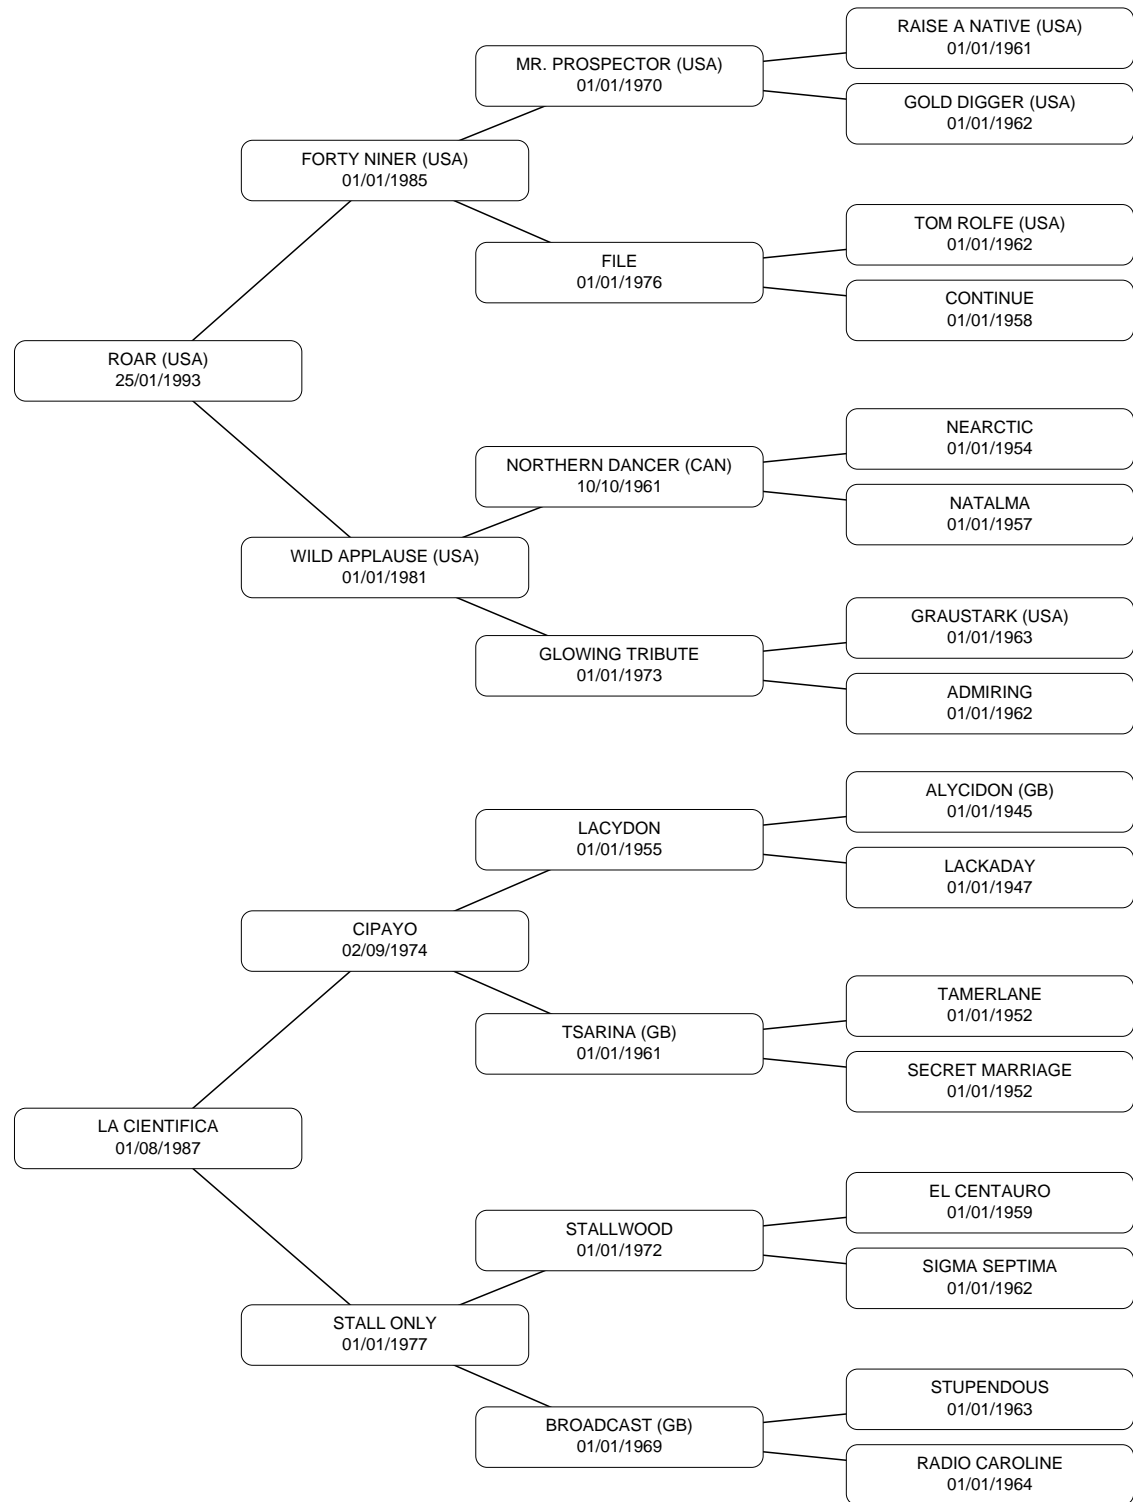 RAISE A NATIVE (USA)
01/01/1961
MR. PROSPECTOR (USA)
01/01/1970
GOLD DIGGER (USA)
01/01/1962
FORTY NINER (USA)
01/01/1985
TOM ROLFE (USA)
01/01/1962
FILE
01/01/1976
CONTINUE
01/01/1958
ROAR (USA)
25/01/1993
NEARCTIC
01/01/1954
NORTHERN DANCER (CAN)
10/10/1961
NATALMA
01/01/1957
WILD APPLAUSE (USA)
01/01/1981
GRAUSTARK (USA)
01/01/1963
GLOWING TRIBUTE
01/01/1973
ADMIRING
01/01/1962
ALYCIDON (GB)
01/01/1945
LACYDON
01/01/1955
LACKADAY
01/01/1947
CIPAYO
02/09/1974
TAMERLANE
01/01/1952
TSARINA (GB)
01/01/1961
SECRET MARRIAGE
01/01/1952
LA CIENTIFICA
01/08/1987
EL CENTAURO
01/01/1959
STALLWOOD
01/01/1972
SIGMA SEPTIMA
01/01/1962
STALL ONLY
01/01/1977
STUPENDOUS
01/01/1963
BROADCAST (GB)
01/01/1969
RADIO CAROLINE
01/01/1964